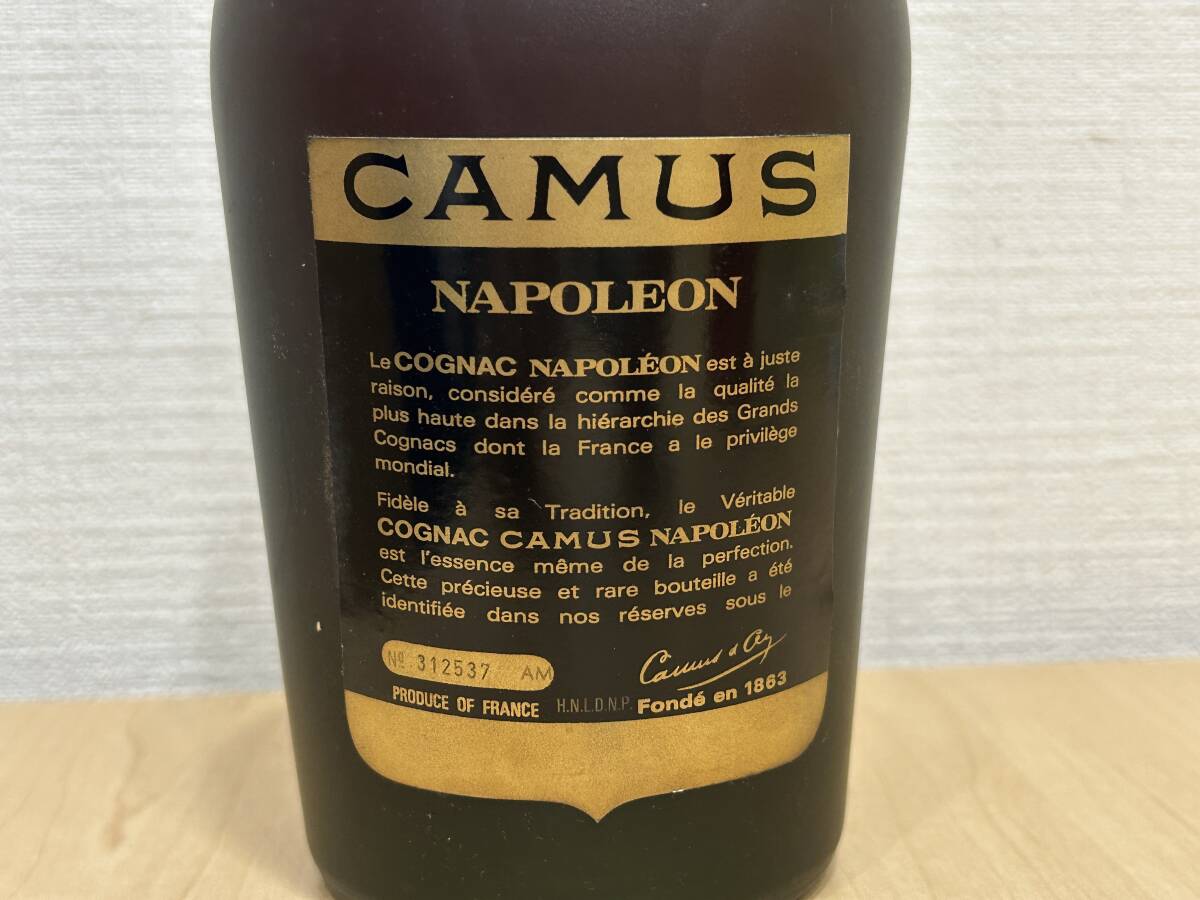 CAMUS
NAPOLEON
Le COGNAC NAPOLÉON est à juste
raison, considéré comme la qualité la
plus haute dans la hiérarchie des Grands
Cognacs dont la France a le privilège
mondial.
Fidèle à sa Tradition, le Véritable
COGNAC CAMUS NAPOLÉON
est l'essence même de la perfection.
Cette précieuse et rare bouteille a été
identifiée dans nos réserves sous le
Nº 312537 AM
PRODUCE OF FRANCE H.N.L.D.N.P. Fondé en 1863